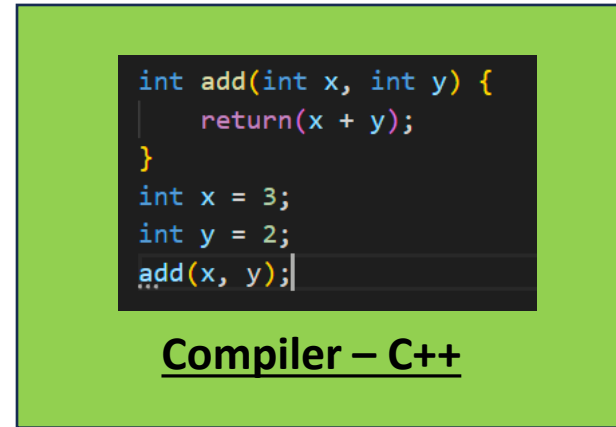 int add(int x, int y) {
    return(x + y);
}
int x = 3;
int y = 2;
add(x, y);
Compiler – C++